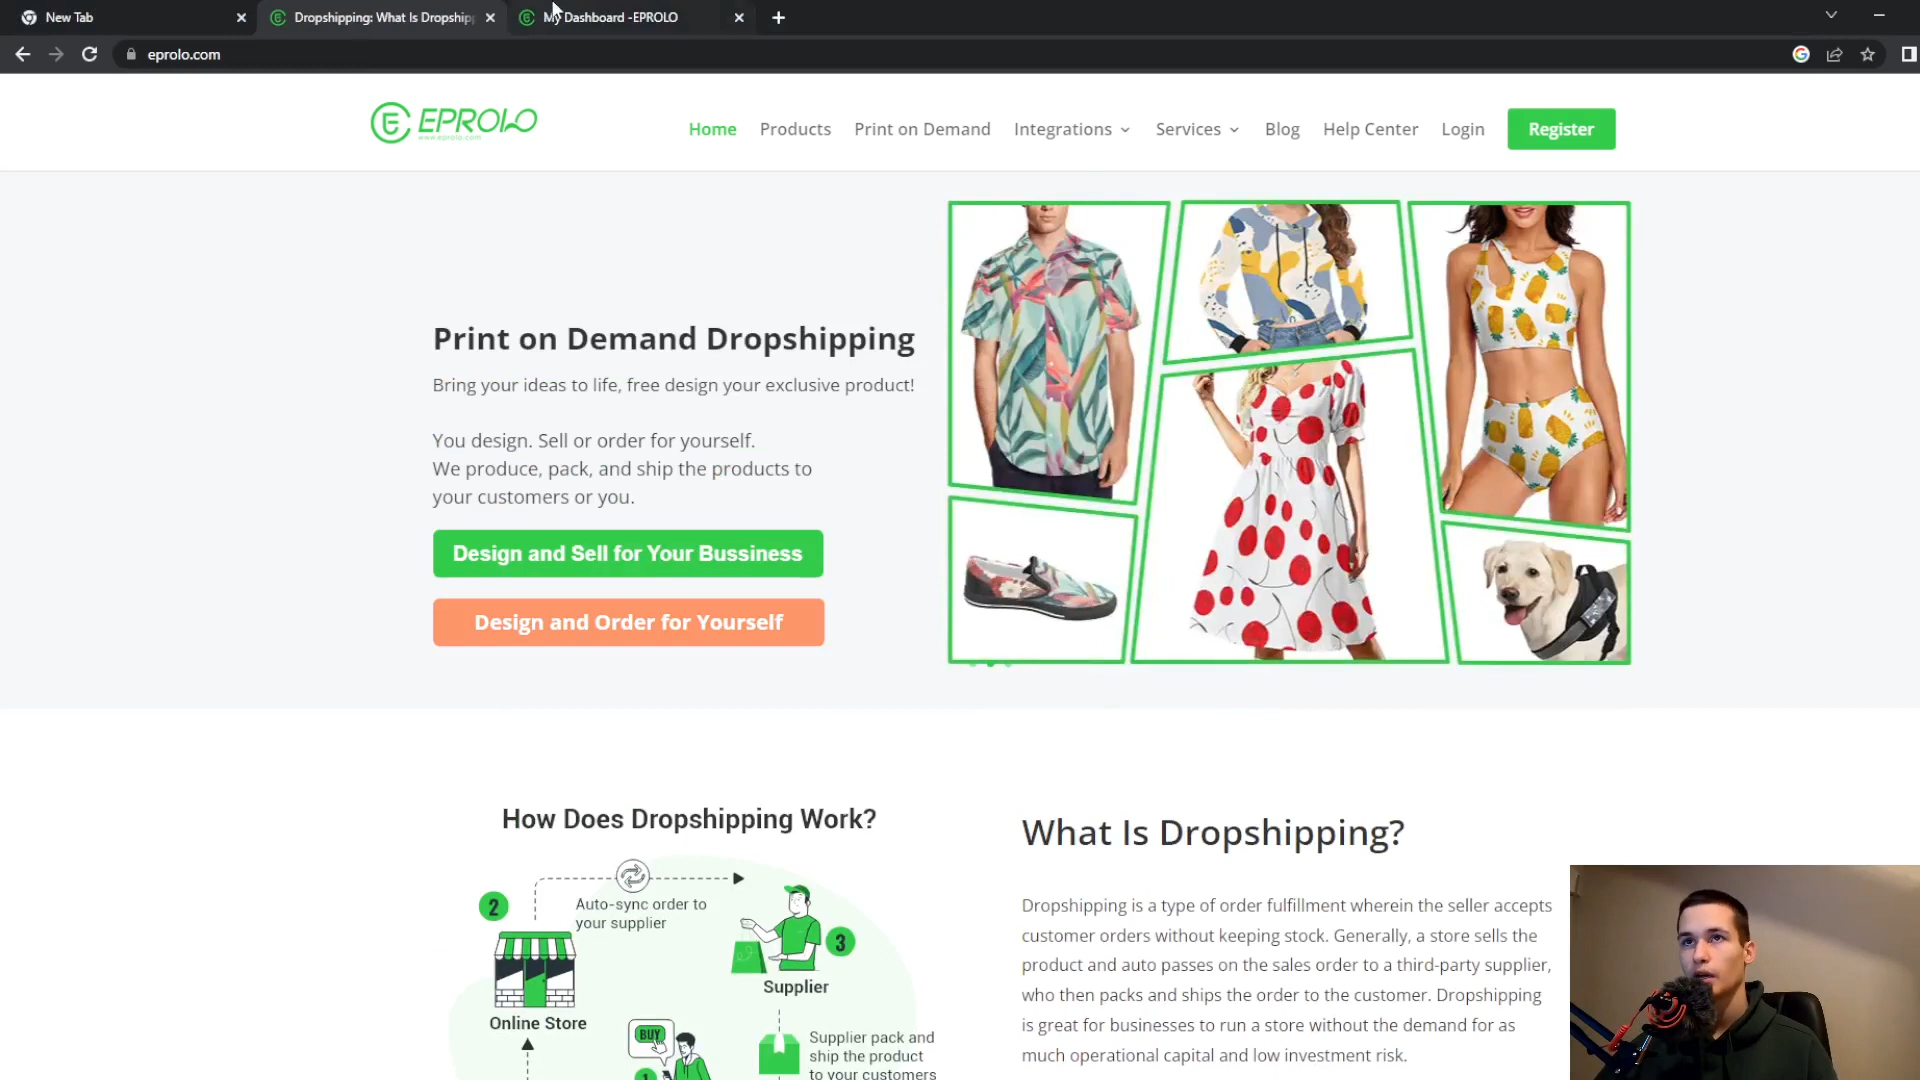 New Tab
Dropshipping: What Is Dropship
My Dashboard -EPROLO
eprolo.com
EPROLO
www.eprolo.com
Home
Products
Print on Demand
Integrations
Services
Blog
Help Center
Login
Register
Print on Demand Dropshipping
Bring your ideas to life, free design your exclusive product!
You design. Sell or order for yourself.
We produce, pack, and ship the products to
your customers or you.
Design and Sell for Your Bussiness
Design and Order for Yourself
How Does Dropshipping Work?
2
Auto-sync order to
your supplier
3
Supplier
Online Store
BUY
1
Supplier pack and
ship the product
to your customers
What Is Dropshipping?
Dropshipping is a type of order fulfillment wherein the seller accepts
customer orders without keeping stock. Generally, a store sells the
product and auto passes on the sales order to a third-party supplier,
who then packs and ships the order to the customer. Dropshipping
is great for businesses to run a store without the demand for as
much operational capital and low investment risk.